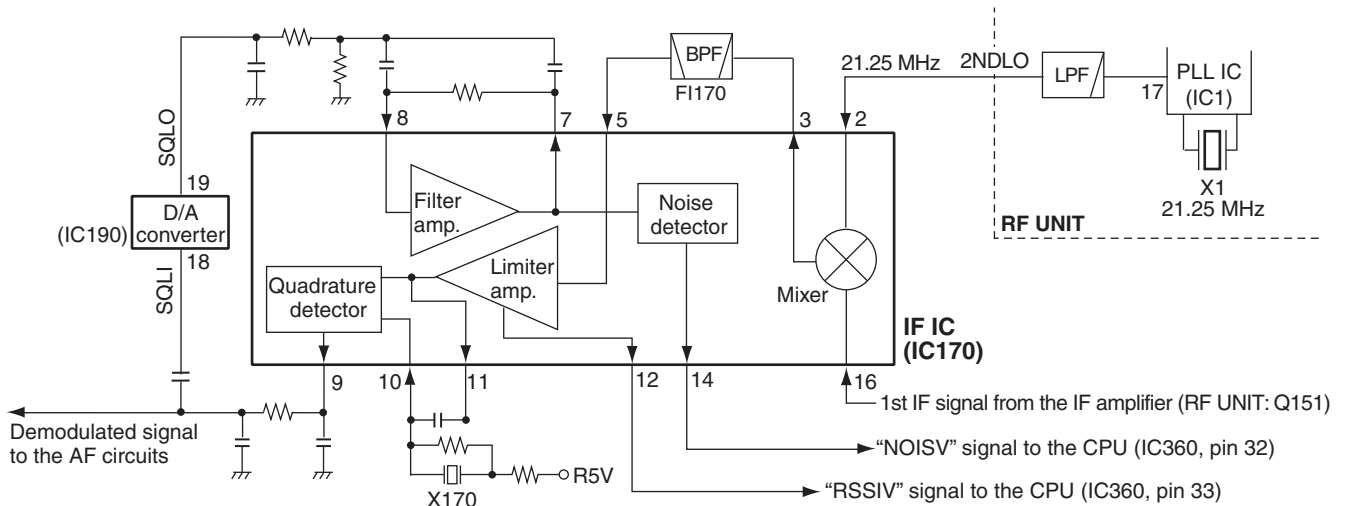 BPF
FI170
21.25 MHz 2NDLO
LPF
PLL IC
(IC1)
17
X1
21.25 MHz
RF UNIT
SQLO
19
D/A
converter
(IC190)
18
SQLI
8
7
5
3
2
Filter
amp.
Noise
detector
Limiter
amp.
Quadrature
detector
Mixer
IF IC
(IC170)
9
10
11
12
14
16
1st IF signal from the IF amplifier (RF UNIT: Q151)
Demodulated signal
to the AF circuits
"NOISV" signal to the CPU (IC360, pin 32)
R5V
X170
"RSSIV" signal to the CPU (IC360, pin 33)